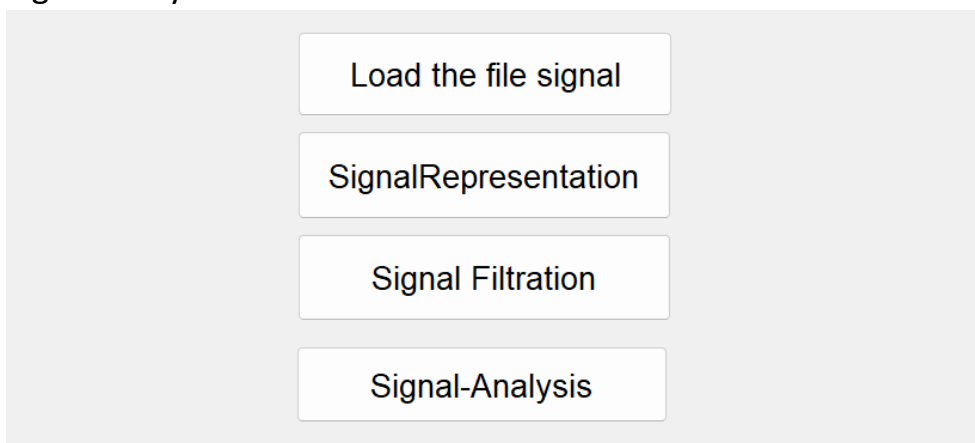 Load the file signal
SignalRepresentation
Signal Filtration
Signal-Analysis